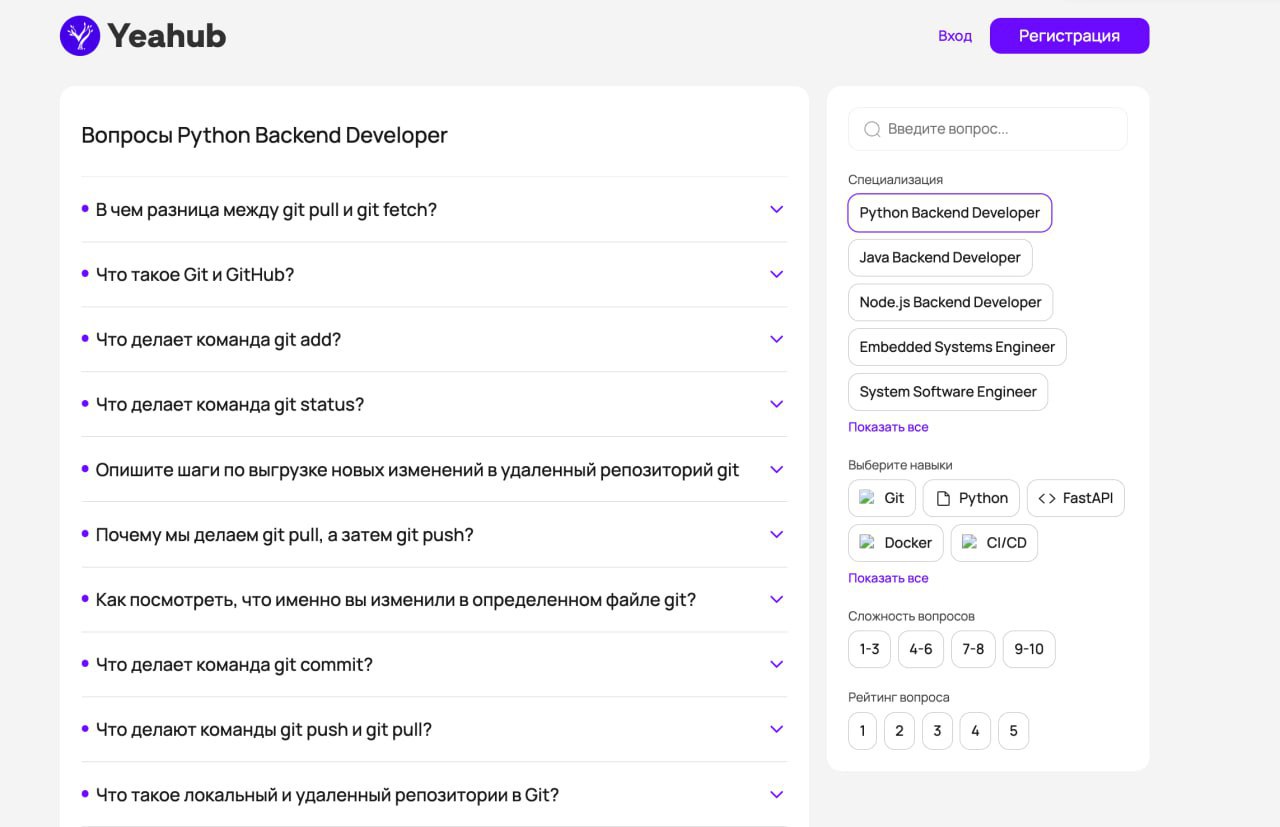 Yeahub
Вход
Регистрация
Вопросы Python Backend Developer
В чем разница между git pull и git fetch?
Что такое Git и GitHub?
Что делает команда git add?
Что делает команда git status?
Опишите шаги по выгрузке новых изменений в удаленный репозиторий git
Почему мы делаем git pull, а затем git push?
Как посмотреть, что именно вы изменили в определенном файле git?
Что делает команда git commit?
Что делают команды git push и git pull?
Что такое локальный и удаленный репозитории в Git?
Введите вопрос...
Специализация
Python Backend Developer
Java Backend Developer
Node.js Backend Developer
Embedded Systems Engineer
System Software Engineer
Показать все
Выберите навыки
Git Python FastAPI
Docker CI/CD
Показать все
Сложность вопросов
1-3 4-6 7-8 9-10
Рейтинг вопроса
1 2 3 4 5